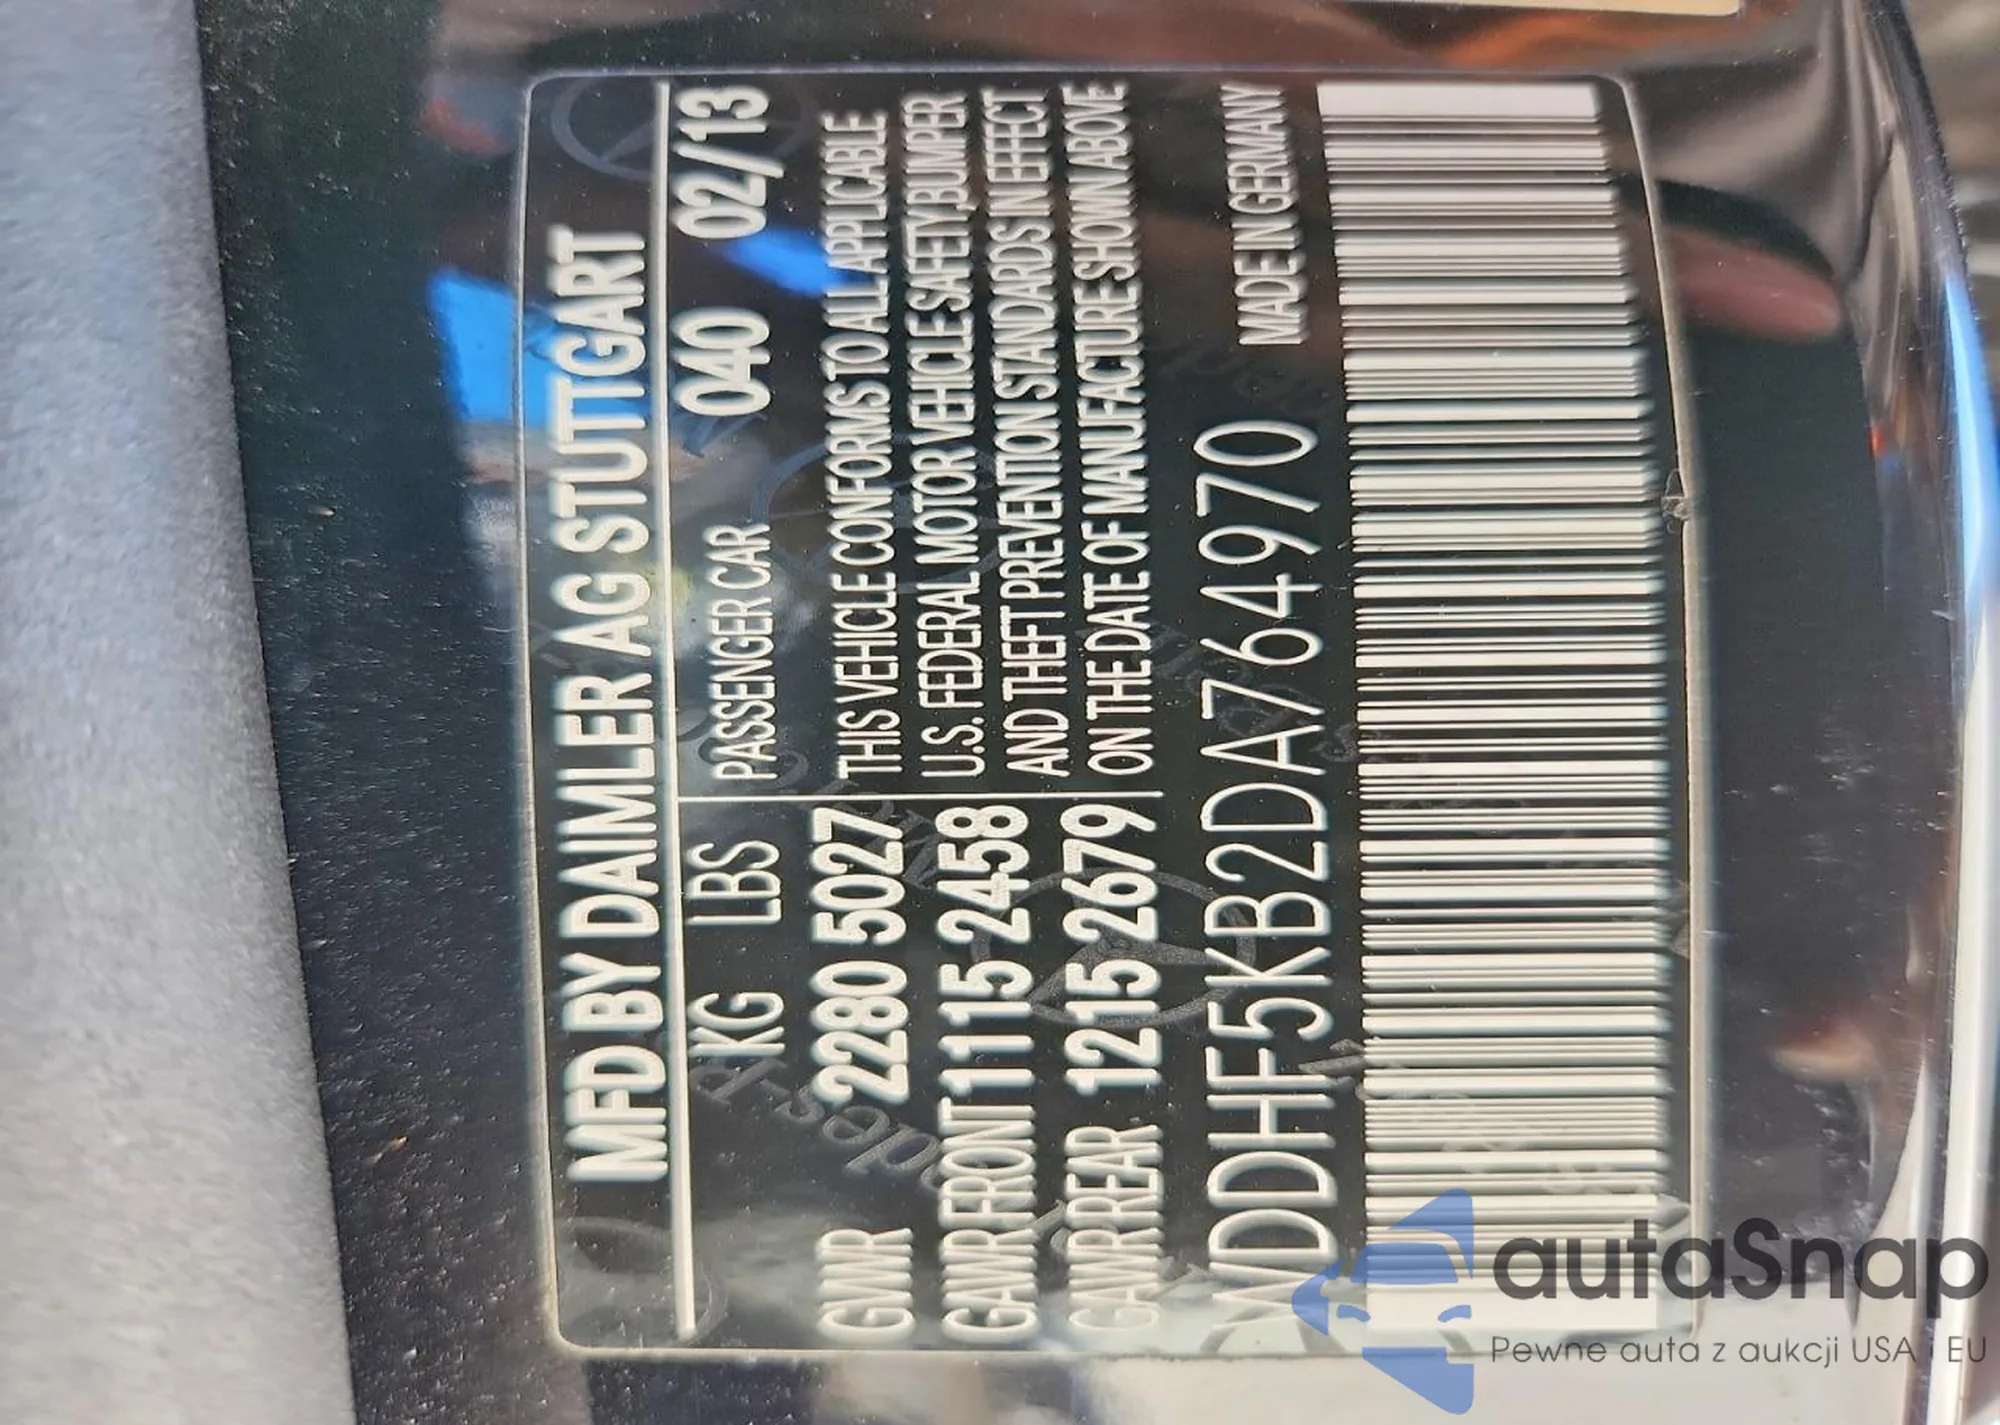 MFD BY DAIMLER AG STUTTGART
KG LBS PASSENGER CAR 040 02/13
GVWR 2280 5027 THIS VEHICLE CONFORMS TO ALL APPLICABLE
GAWR FRONT 1115 2458 U.S. FEDERAL MOTOR VEHICLE SAFETY,BUMPER
GAWR REAR 1215 2679 AND THEFT PREVENTION STANDARDS IN EFFECT
ON THE DATE OF MANUFACTURE SHOWN ABOVE
WDDHF5KB2DA764970 MADE IN GERMANY
autaSnap
Pewne auta z aukcji USA i EU